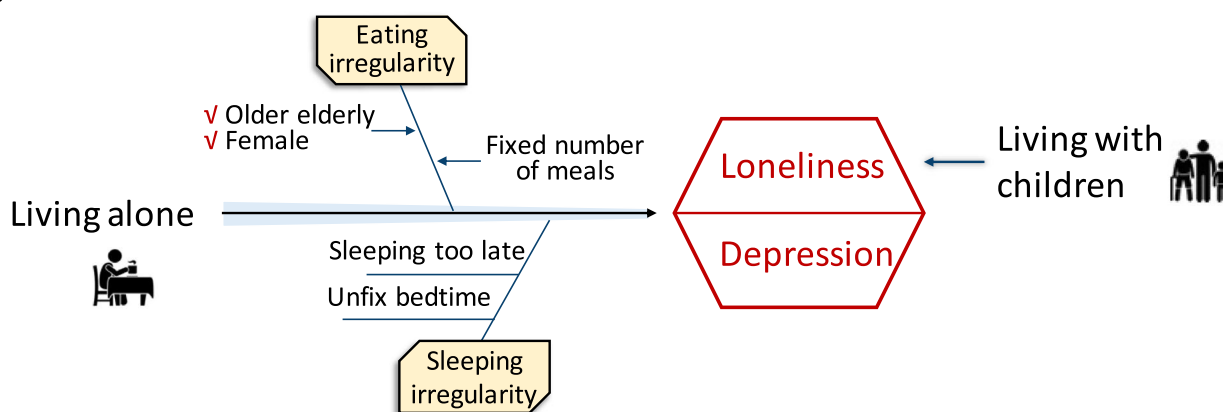 Eating
irregularity
√ Older elderly
√ Female
Fixed number
of meals
Living alone
Sleeping too late
Unfix bedtime
Sleeping
irregularity
Loneliness
Depression
Living with
children